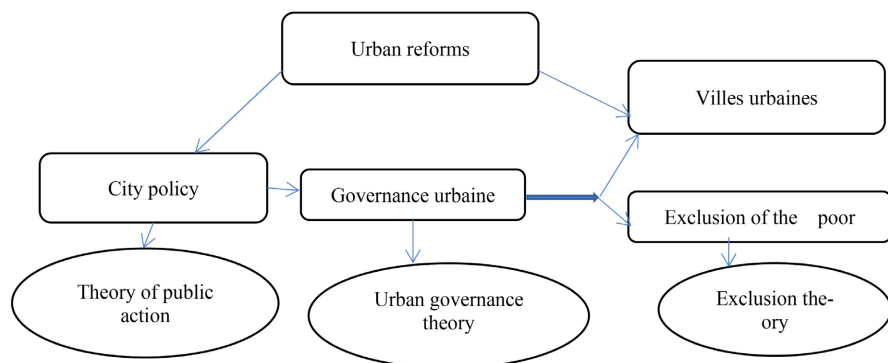 Urban reforms
Villes urbaines
City policy
Governance urbaine
Exclusion of the poor
Theory of public
action
Urban governance
theory
Exclusion the-
ory